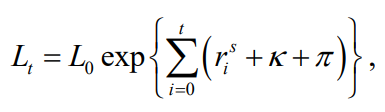 L_t = L_0 exp{∑_{i=0}^{t}(r_i^s + κ + π)},